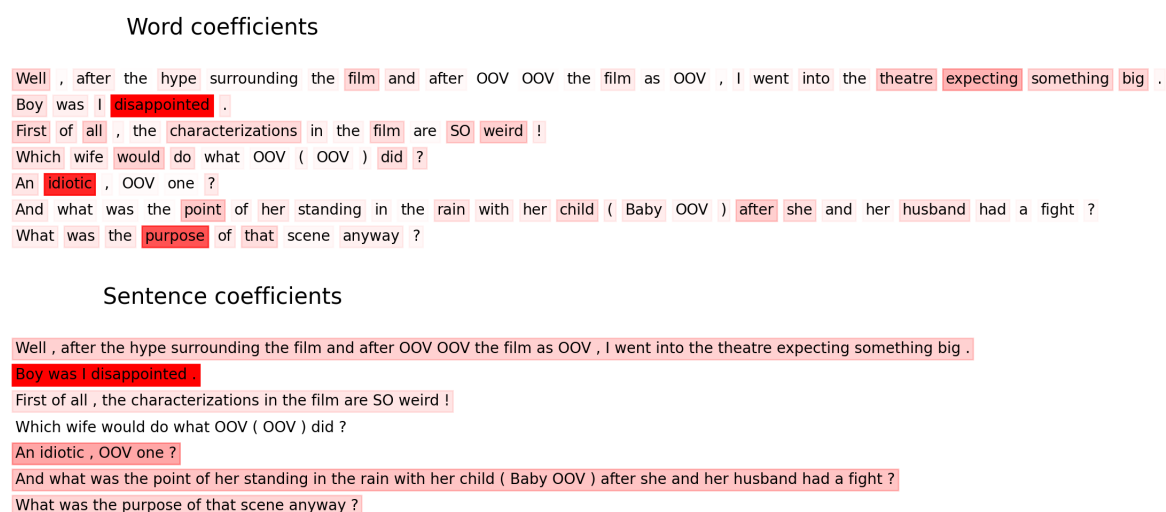 Word coefficients
Well , after the hype surrounding the film and after OOV OOV the film as OOV , I went into the theatre expecting something big .
Boy was I disappointed .
First of all , the characterizations in the film are SO weird !
Which wife would do what OOV ( OOV ) did ?
An idiotic , OOV one ?
And what was the point of her standing in the rain with her child ( Baby OOV ) after she and her husband had a fight ?
What was the purpose of that scene anyway ?
Sentence coefficients
Well , after the hype surrounding the film and after OOV OOV the film as OOV , I went into the theatre expecting something big .
Boy was I disappointed .
First of all , the characterizations in the film are SO weird !
Which wife would do what OOV ( OOV ) did ?
An idiotic , OOV one ?
And what was the point of her standing in the rain with her child ( Baby OOV ) after she and her husband had a fight ?
What was the purpose of that scene anyway ?